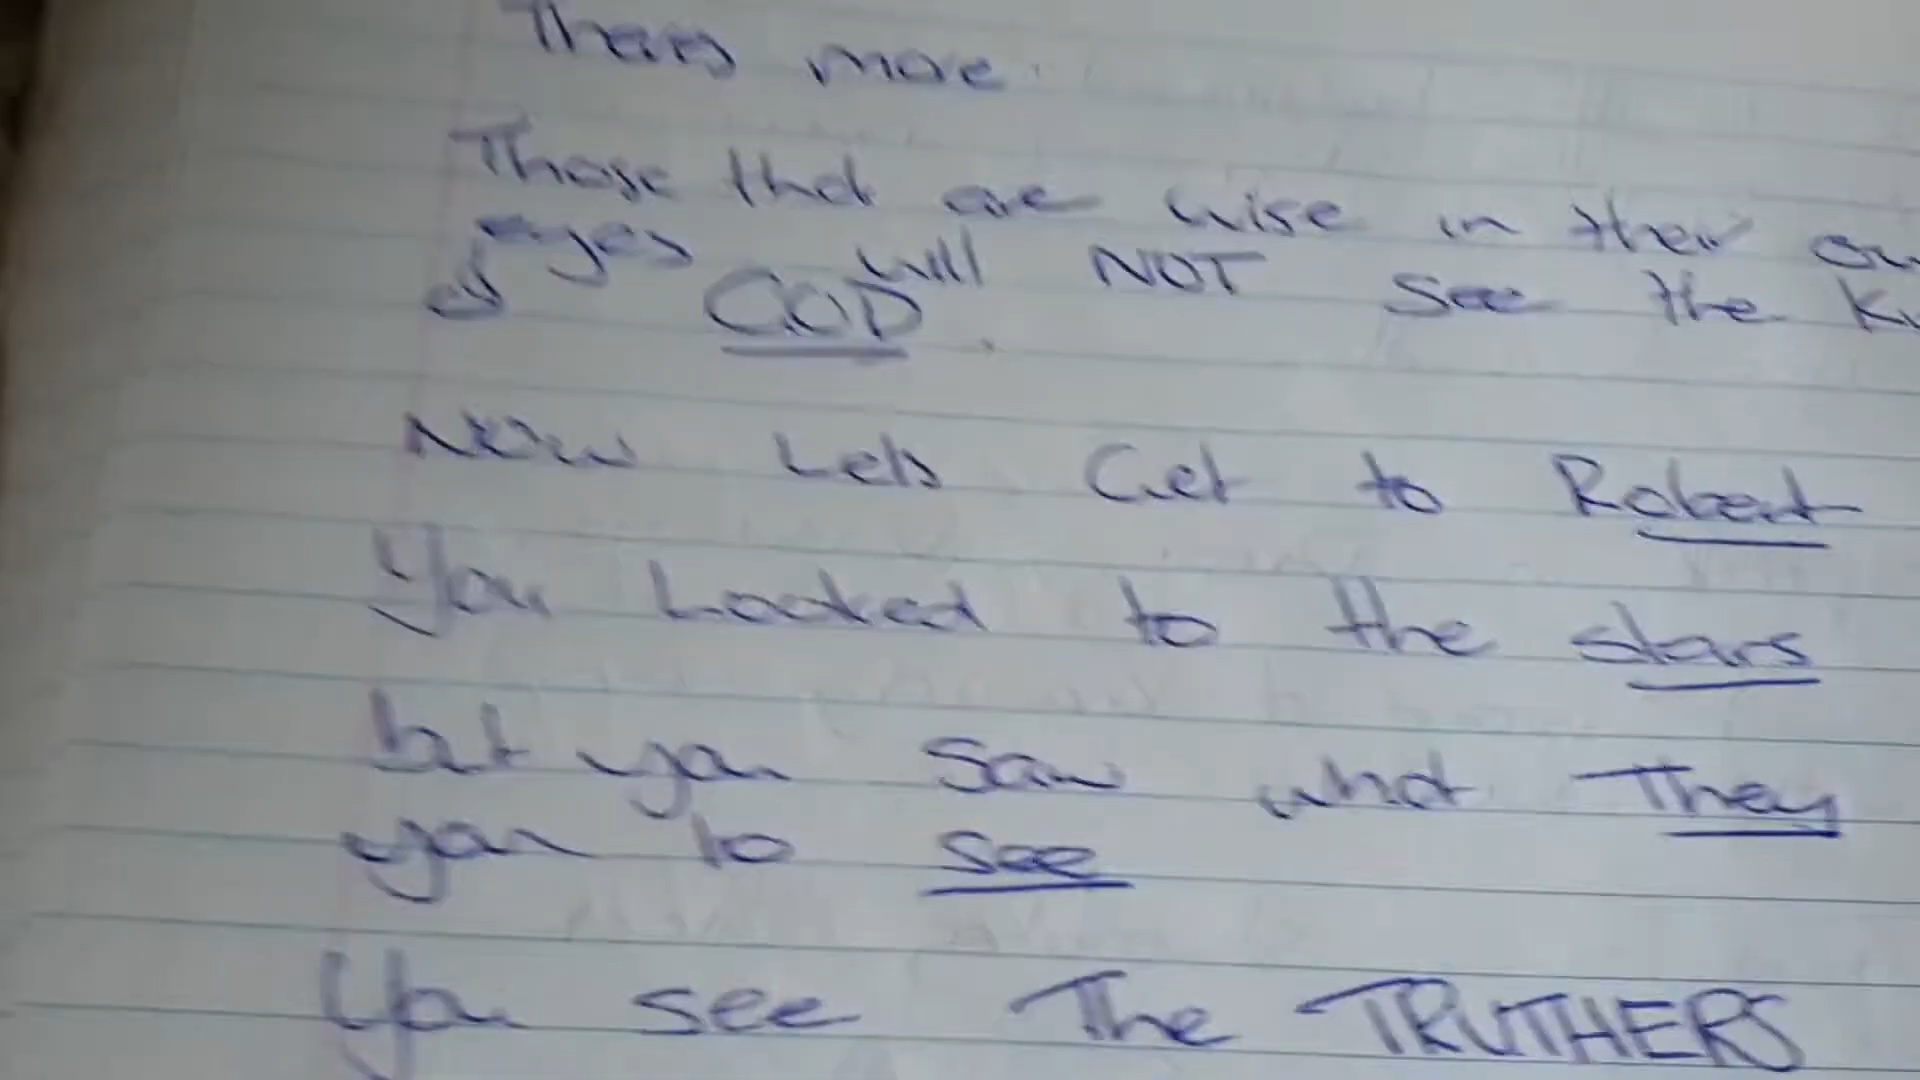 Theres more
Those that are wise in their
eyes will NOT see the
of GOD.
NOW Lets Get to Robert
You Looked to the stars
but you saw what They
you to see
You see The TRUTHERS